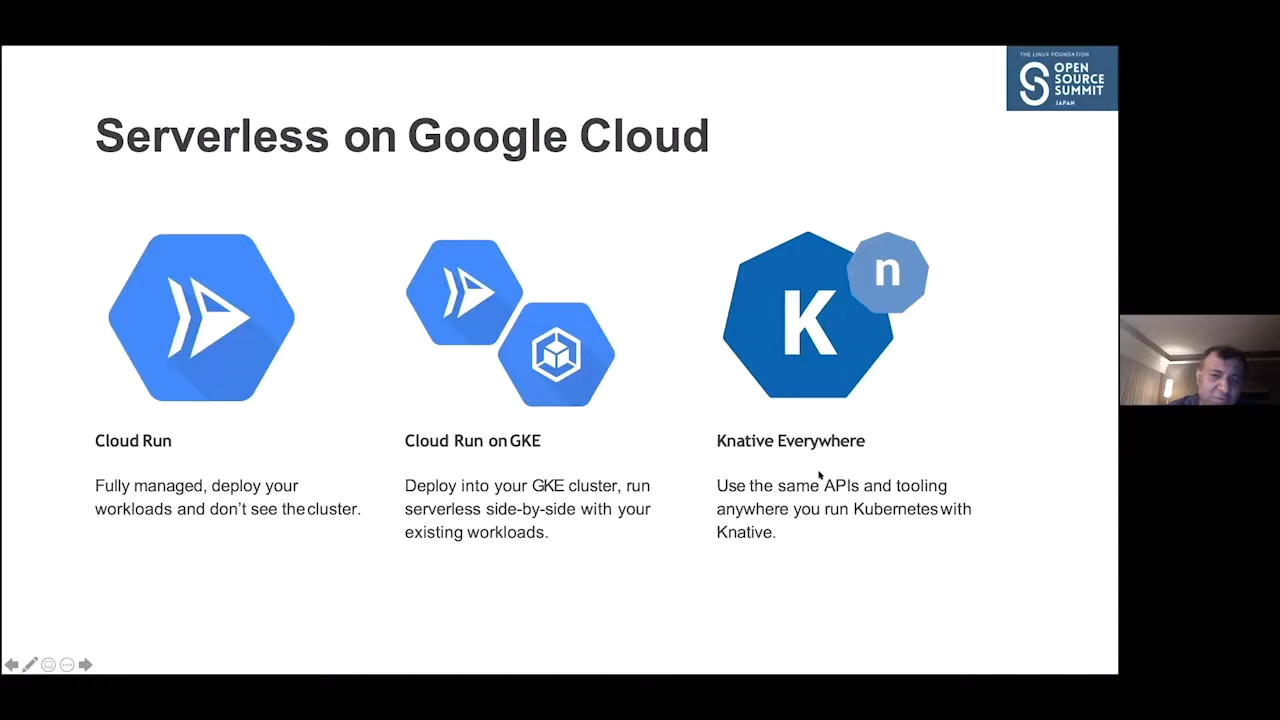 THE LINUX FOUNDATION
OPEN
SOURCE
SUMMIT
JAPAN
Serverless on Google Cloud
K
n
Cloud Run
Fully managed, deploy your
workloads and don't see the cluster.
Cloud Run on GKE
Deploy into your GKE cluster, run
serverless side-by-side with your
existing workloads.
Knative Everywhere
Use the same APIs and tooling
anywhere you run Kubernetes with
Knative.